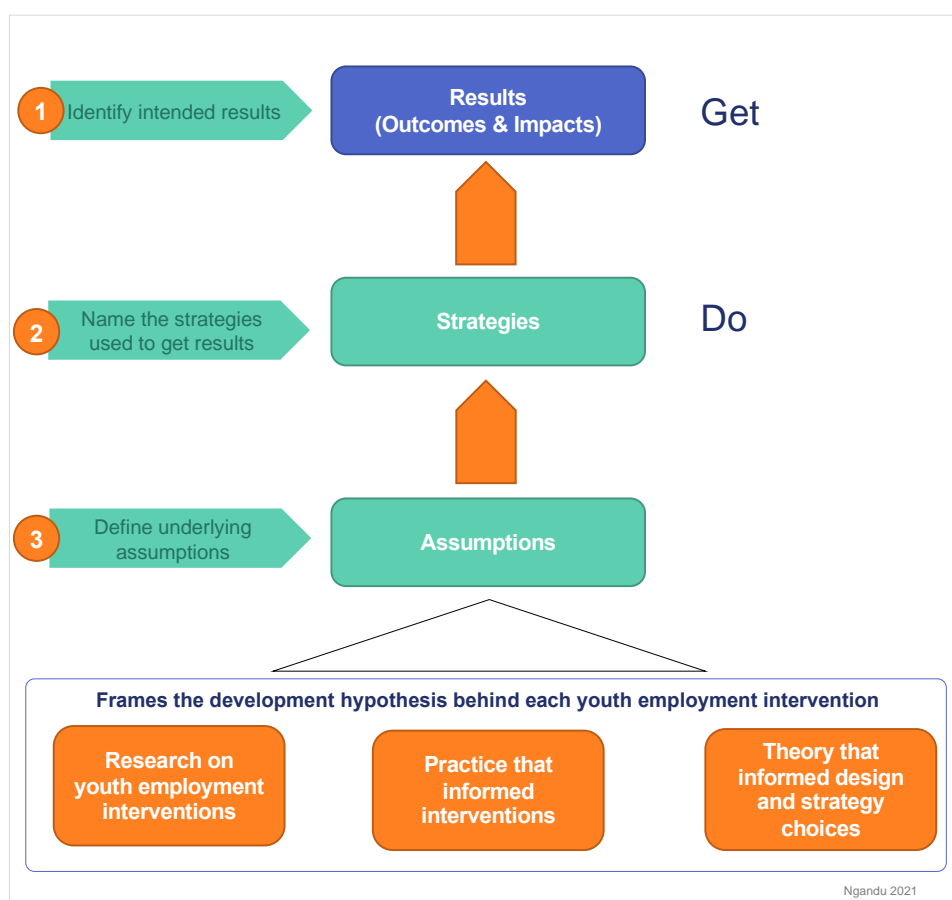 1
Identify intended results
Results
(Outcomes & Impacts)
Get
2
Name the strategies
used to get results
Strategies
Do
3
Define underlying
assumptions
Assumptions
Frames the development hypothesis behind each youth employment intervention
Research on
youth employment
interventions
Practice that
informed
interventions
Theory that
informed design
and strategy
choices
Ngandu 2021